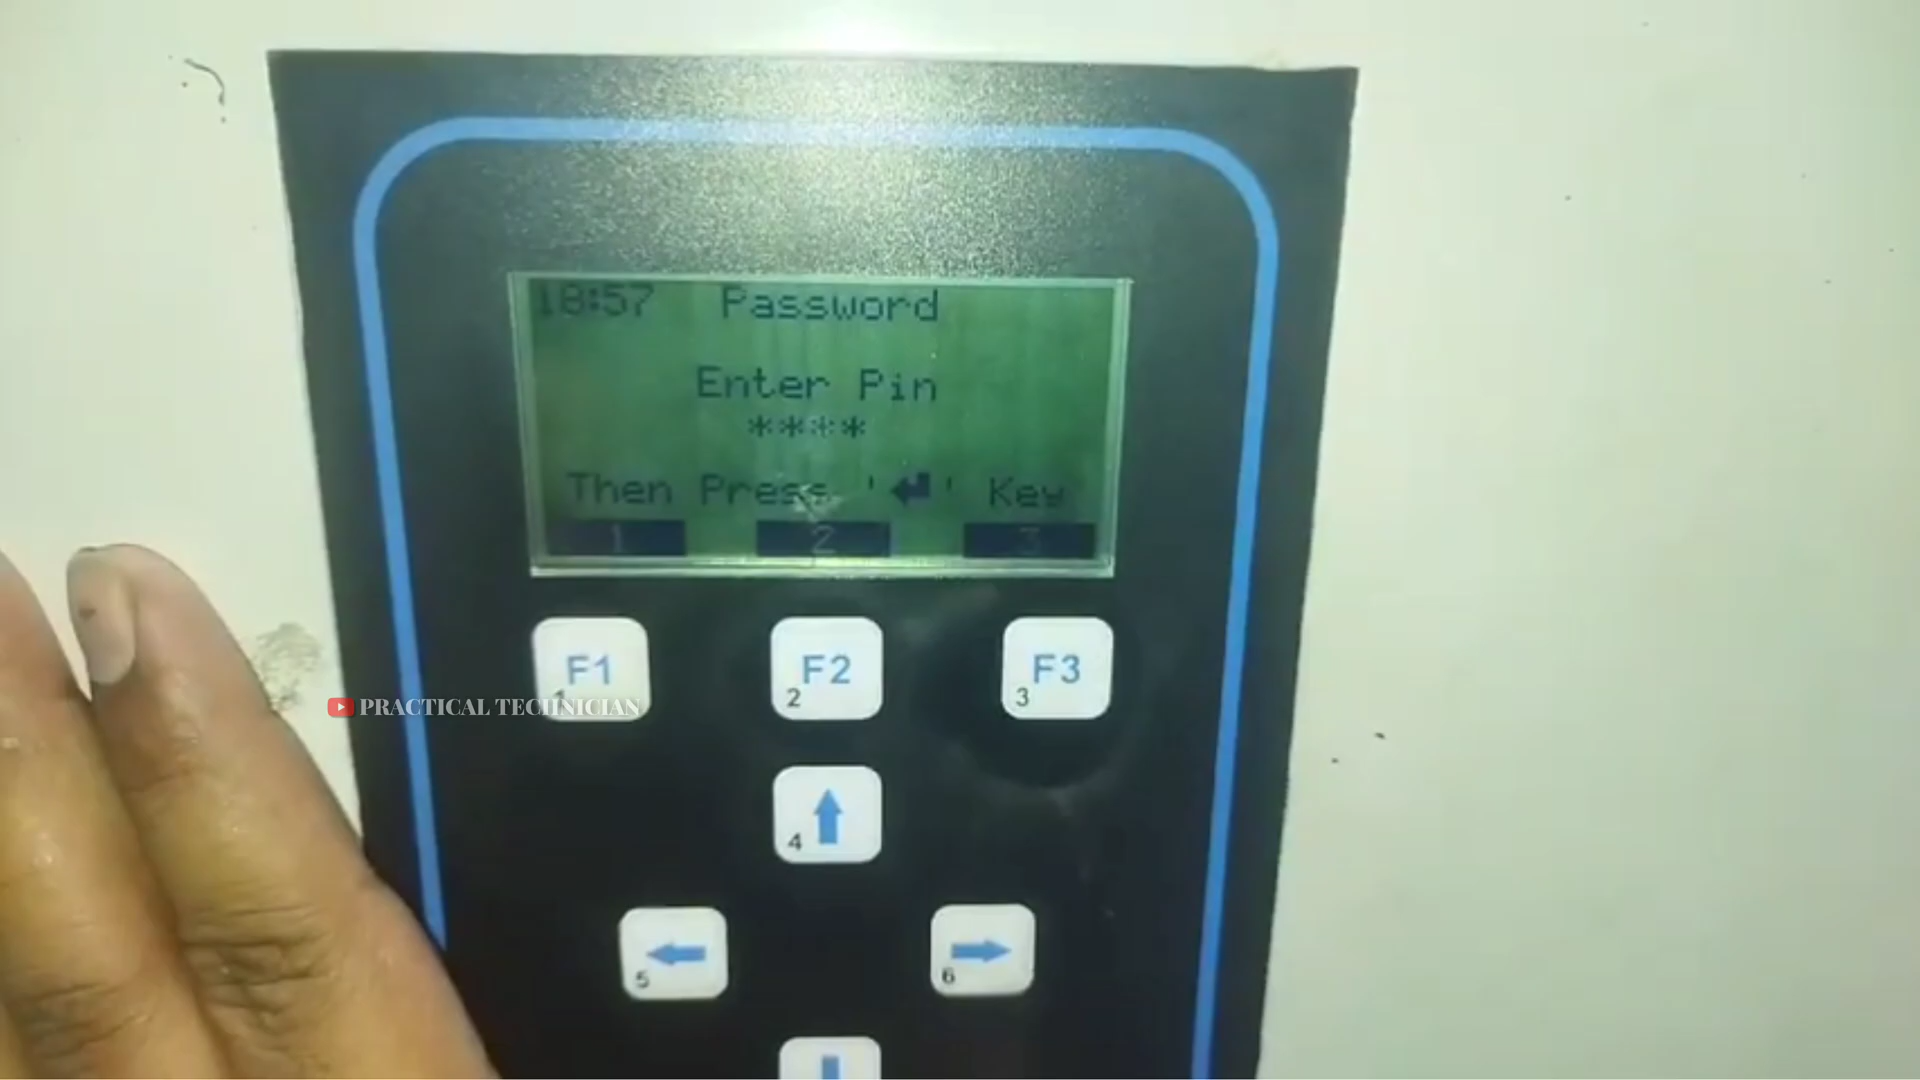 18:57 Password
Enter Pin
****
Then Press '↵' Key
1 2 3
F1
1
F2
2
F3
3
PRACTICAL TECHNICIAN
4
5
6